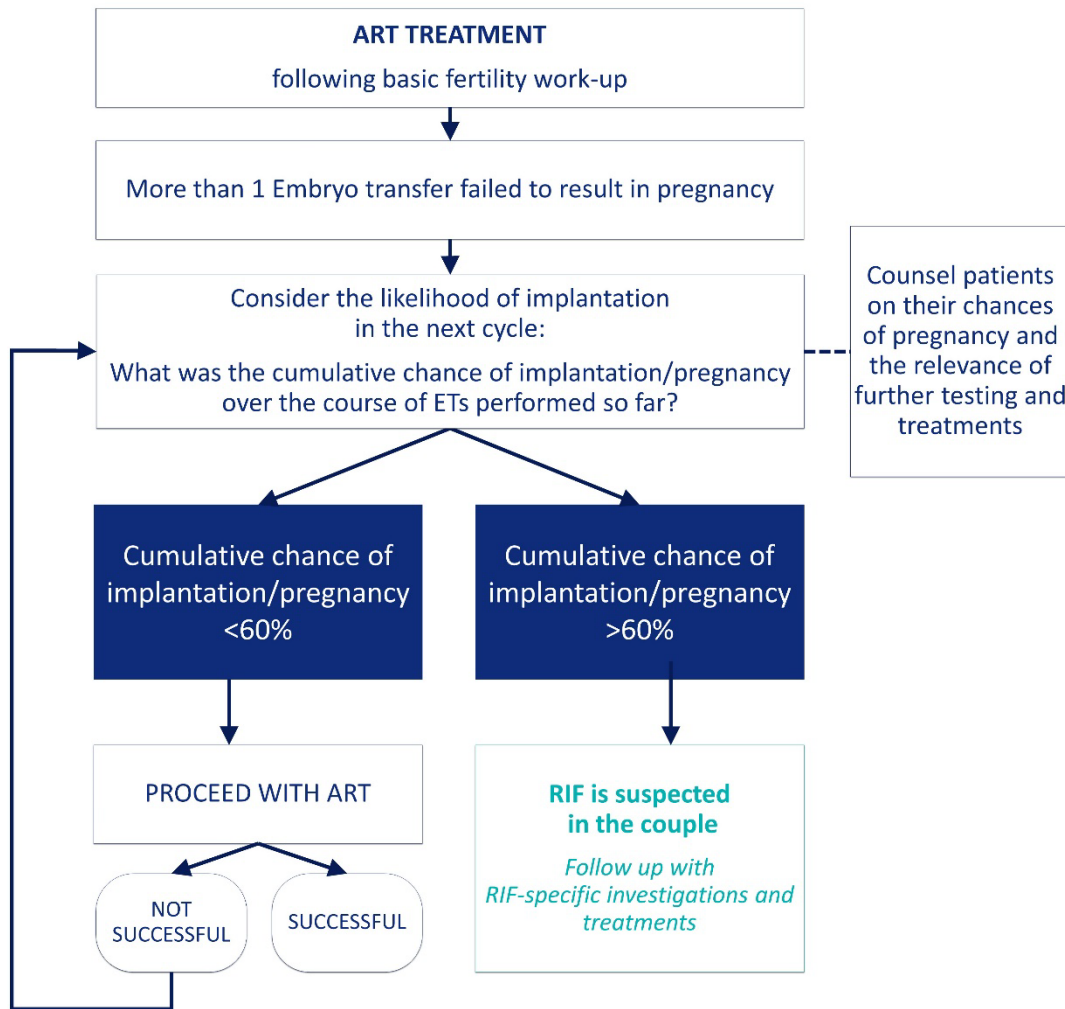 ART TREATMENT
following basic fertility work-up
More than 1 Embryo transfer failed to result in pregnancy
Consider the likelihood of implantation
in the next cycle:
What was the cumulative chance of implantation/pregnancy
over the course of ETs performed so far?
Counsel patients
on their chances
of pregnancy and
the relevance of
further testing and
treatments
Cumulative chance of
implantation/pregnancy
<60%
Cumulative chance of
implantation/pregnancy
>60%
PROCEED WITH ART
NOT
SUCCESSFUL
SUCCESSFUL
RIF is suspected
in the couple
Follow up with
RIF-specific investigations and
treatments